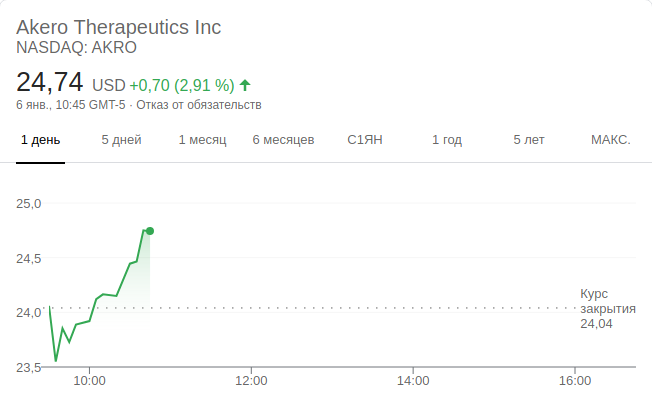 Akero Therapeutics Inc
NASDAQ: AKRO
24,74 USD +0,70 (2,91 %)
6 янв., 10:45 GMT-5 · Отказ от обязательств
1 день 5 дней 1 месяц 6 месяцев С1ЯН 1 год 5 лет МАКС.
25,0
24,5
24,0
23,5
Курс
закрытия
24,04
10:00 12:00 14:00 16:00